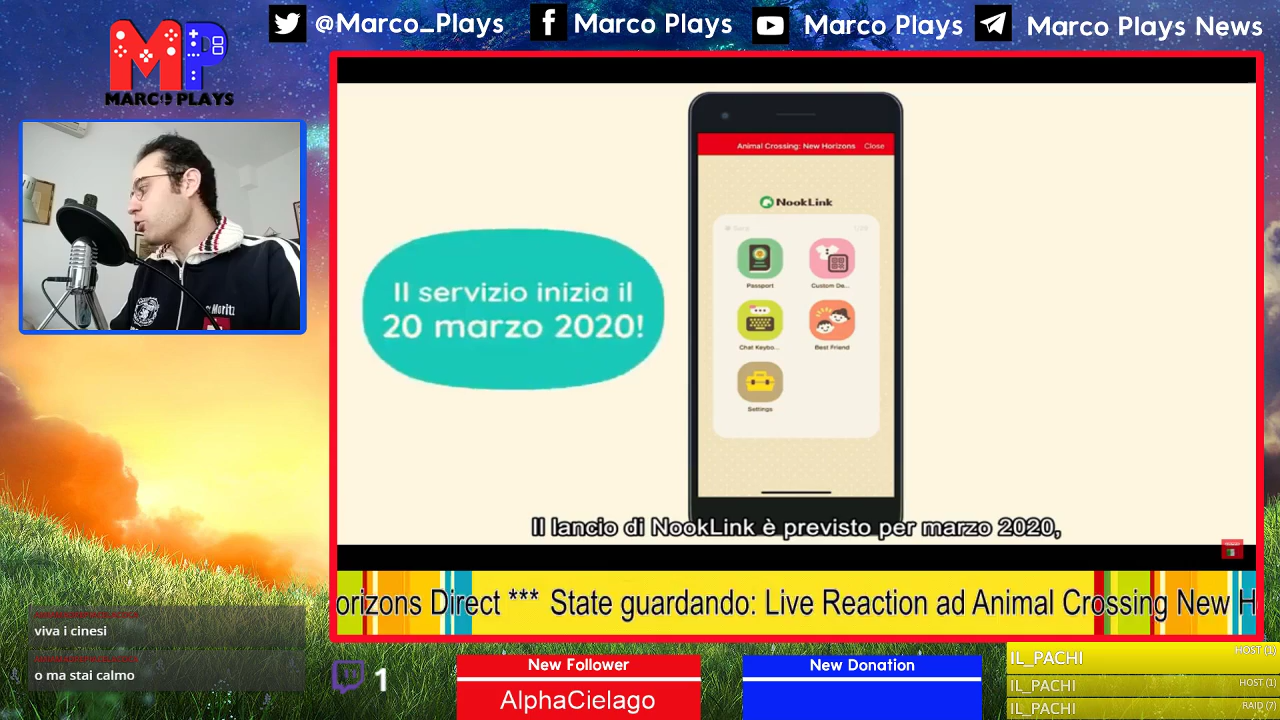 @Marco_Plays
Marco Plays
Marco Plays
Marco Plays News
MP
MARCO PLAYS
Animal Crossing: New Horizons
Close
NookLink
Passport
Custom De...
Chat Keybo...
Best Friend
Settings
Il servizio inizia il
20 marzo 2020!
Il lancio di NookLink è previsto per marzo 2020,
orizons Direct *** State guardando: Live Reaction ad Animal Crossing New H
viva i cinesi
o ma stai calmo
1
New Follower
AlphaCielago
New Donation
IL_PACHI
HOST (1)
IL_PACHI
HOST (1)
IL_PACHI
RAID (7)